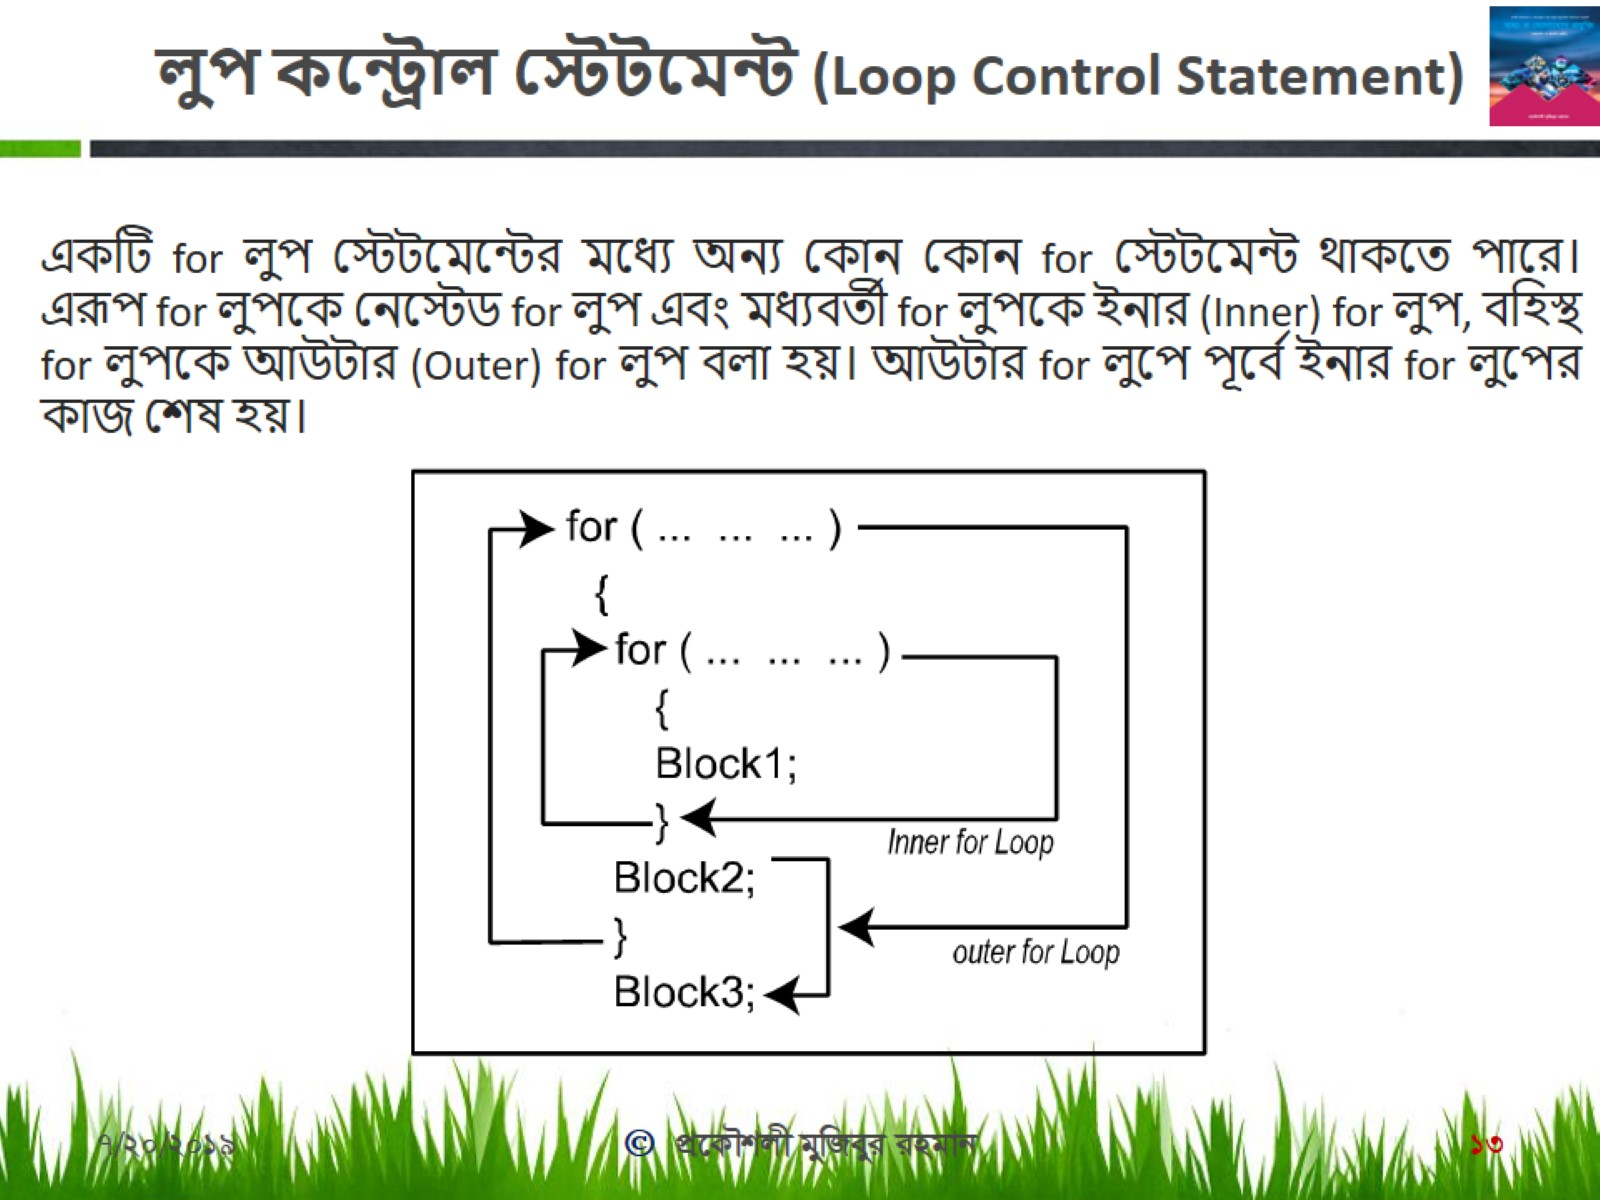 লুপ কন্ট্রোল স্টেটমেন্ট (Loop Control Statement)
একটি for লুপ স্টেটমেন্টের মধ্যে অন্য কোন কোন for স্টেটমেন্ট থাকতে পারে।
এরূপ for লুপকে নেস্টেড for লুপ এবং মধ্যবর্তী for লুপকে ইনার (Inner) for লুপ, বহিস্থ
for লুপকে আউটার (Outer) for লুপ বলা হয়। আউটার for লুপে পূর্বে ইনার for লুপের
কাজ শেষ হয়।
for ( ... ... ... )
{
for ( ... ... ... )
{
Block1;
}
Inner for Loop
Block2;
}
outer for Loop
Block3;
৭/২০/২০১৯
© প্রকৌশলী মুজিবুর রহমান
১৩